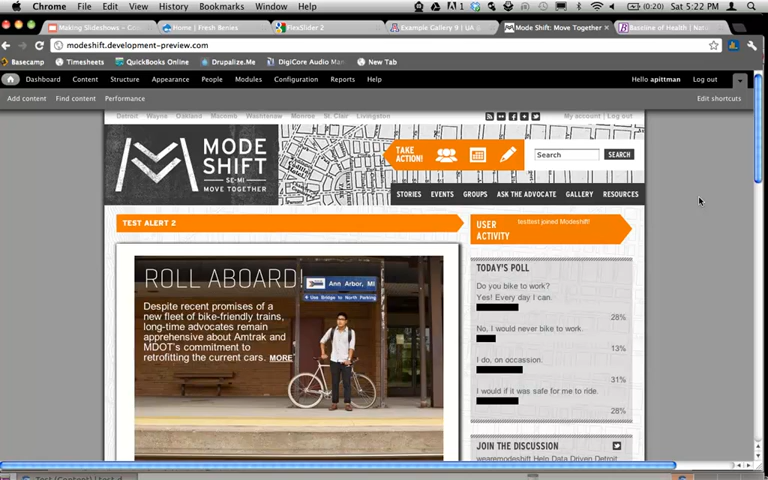 Chrome File Edit View History Bookmarks Window Help (0:20) Sat 5:22 PM
Making Slideshows – Home | Fresh Berries FlexSlider 2 Example Gallery 9 | UA Mode Shift: Move Together Baseline of Health | Nat
modeshift.development-preview.com
Basecamp Timesheets QuickBooks Online Drupalize.Me DigiCore Audio Man New Tab
Dashboard Content Structure Appearance People Modules Configuration Reports Help Hello apittman Log out
Add content Find content Performance Edit shortcuts
Detroit Wayne Oakland Macomb Washtenaw Monroe St. Clair Livingston My account | Log out
MODE
SHIFT
SE-MI
MOVE TOGETHER
TAKE
ACTION!
Search SEARCH
STORIES EVENTS GROUPS ASK THE ADVOCATE GALLERY RESOURCES
TEST ALERT 2
USER
ACTIVITY
testtest joined Modeshift!
ROLL ABOARD!
Despite recent promises of a
new fleet of bike-friendly trains,
long-time advocates remain
apprehensive about Amtrak and
MDOT's commitment to
retrofitting the current cars. MORE
Ann Arbor, MI
Use Bridge to North Parking
TODAY'S POLL
Do you bike to work?
Yes! Every day I can.
28%
No, I would never bike to work.
13%
I do, on occassion.
31%
I would if it was safe for me to ride.
28%
JOIN THE DISCUSSION
wearemodeshift Help Data Driven Detroit